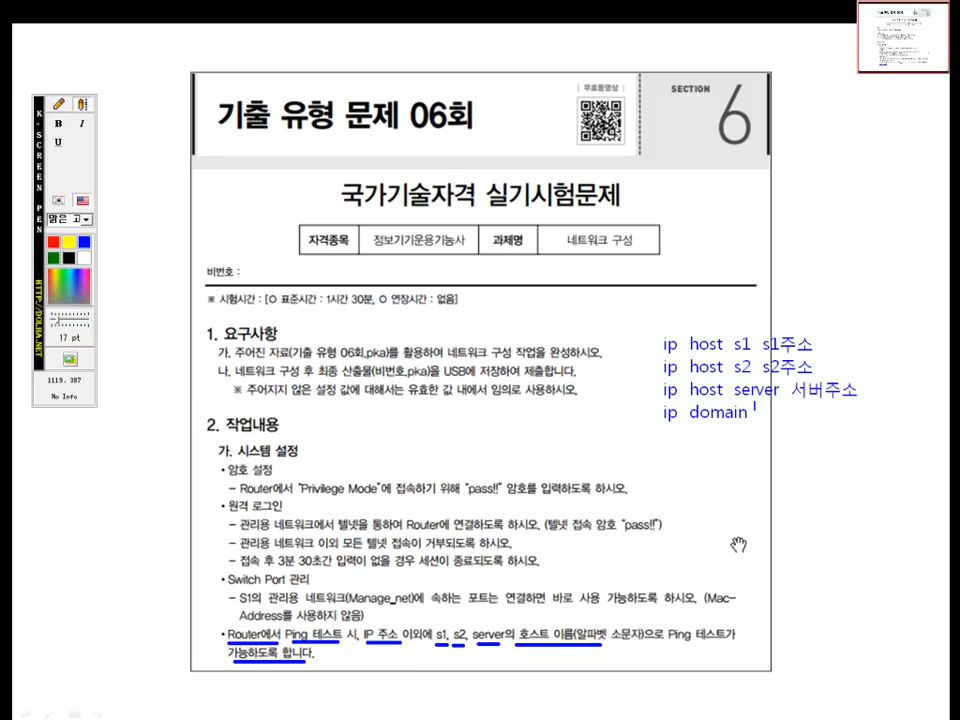 기출 유형 문제 06회
무료동영상
SECTION 6
국가기술자격 실기시험문제
자격종목 정보기기운용기능사 과제명 네트워크 구성
비번호 :
※ 시험시간 : [○ 표준시간 : 1시간 30분, ○ 연장시간 : 없음]
1. 요구사항
가. 주어진 자료(기출 유형 06회.pka)를 활용하여 네트워크 구성 작업을 완성하시오.
나. 네트워크 구성 후 최종 산출물(비번호.pka)을 USB에 저장하여 제출합니다.
※ 주어지지 않은 설정 값에 대해서는 유효한 값 내에서 임의로 사용하시오.
2. 작업내용
가. 시스템 설정
• 암호 설정
– Router에서 “Privilege Mode”에 접속하기 위해 “pass!!” 암호를 입력하도록 하시오.
• 원격 로그인
– 관리용 네트워크에서 텔넷을 통하여 Router에 연결하도록 하시오. (텔넷 접속 암호 “pass!!”)
– 관리용 네트워크 이외 모든 텔넷 접속이 거부되도록 하시오.
– 접속 후 3분 30초간 입력이 없을 경우 세션이 종료되도록 하시오.
• Switch Port 관리
– S1의 관리용 네트워크(Manage_net)에 속하는 포트는 연결하면 바로 사용 가능하도록 하시오. (Mac-
Address를 사용하지 않음)
• Router에서 Ping 테스트 시, IP 주소 이외에 s1, s2, server의 호스트 이름(알파벳 소문자)으로 Ping 테스트가
가능하도록 합니다.
ip host s1 s1주소
ip host s2 s2주소
ip host server 서버주소
ip domain
K-SCREEN PEN
HTTP://DOLBA.NET
B I
U
맑은 고
17 pt
1119, 387
No Info